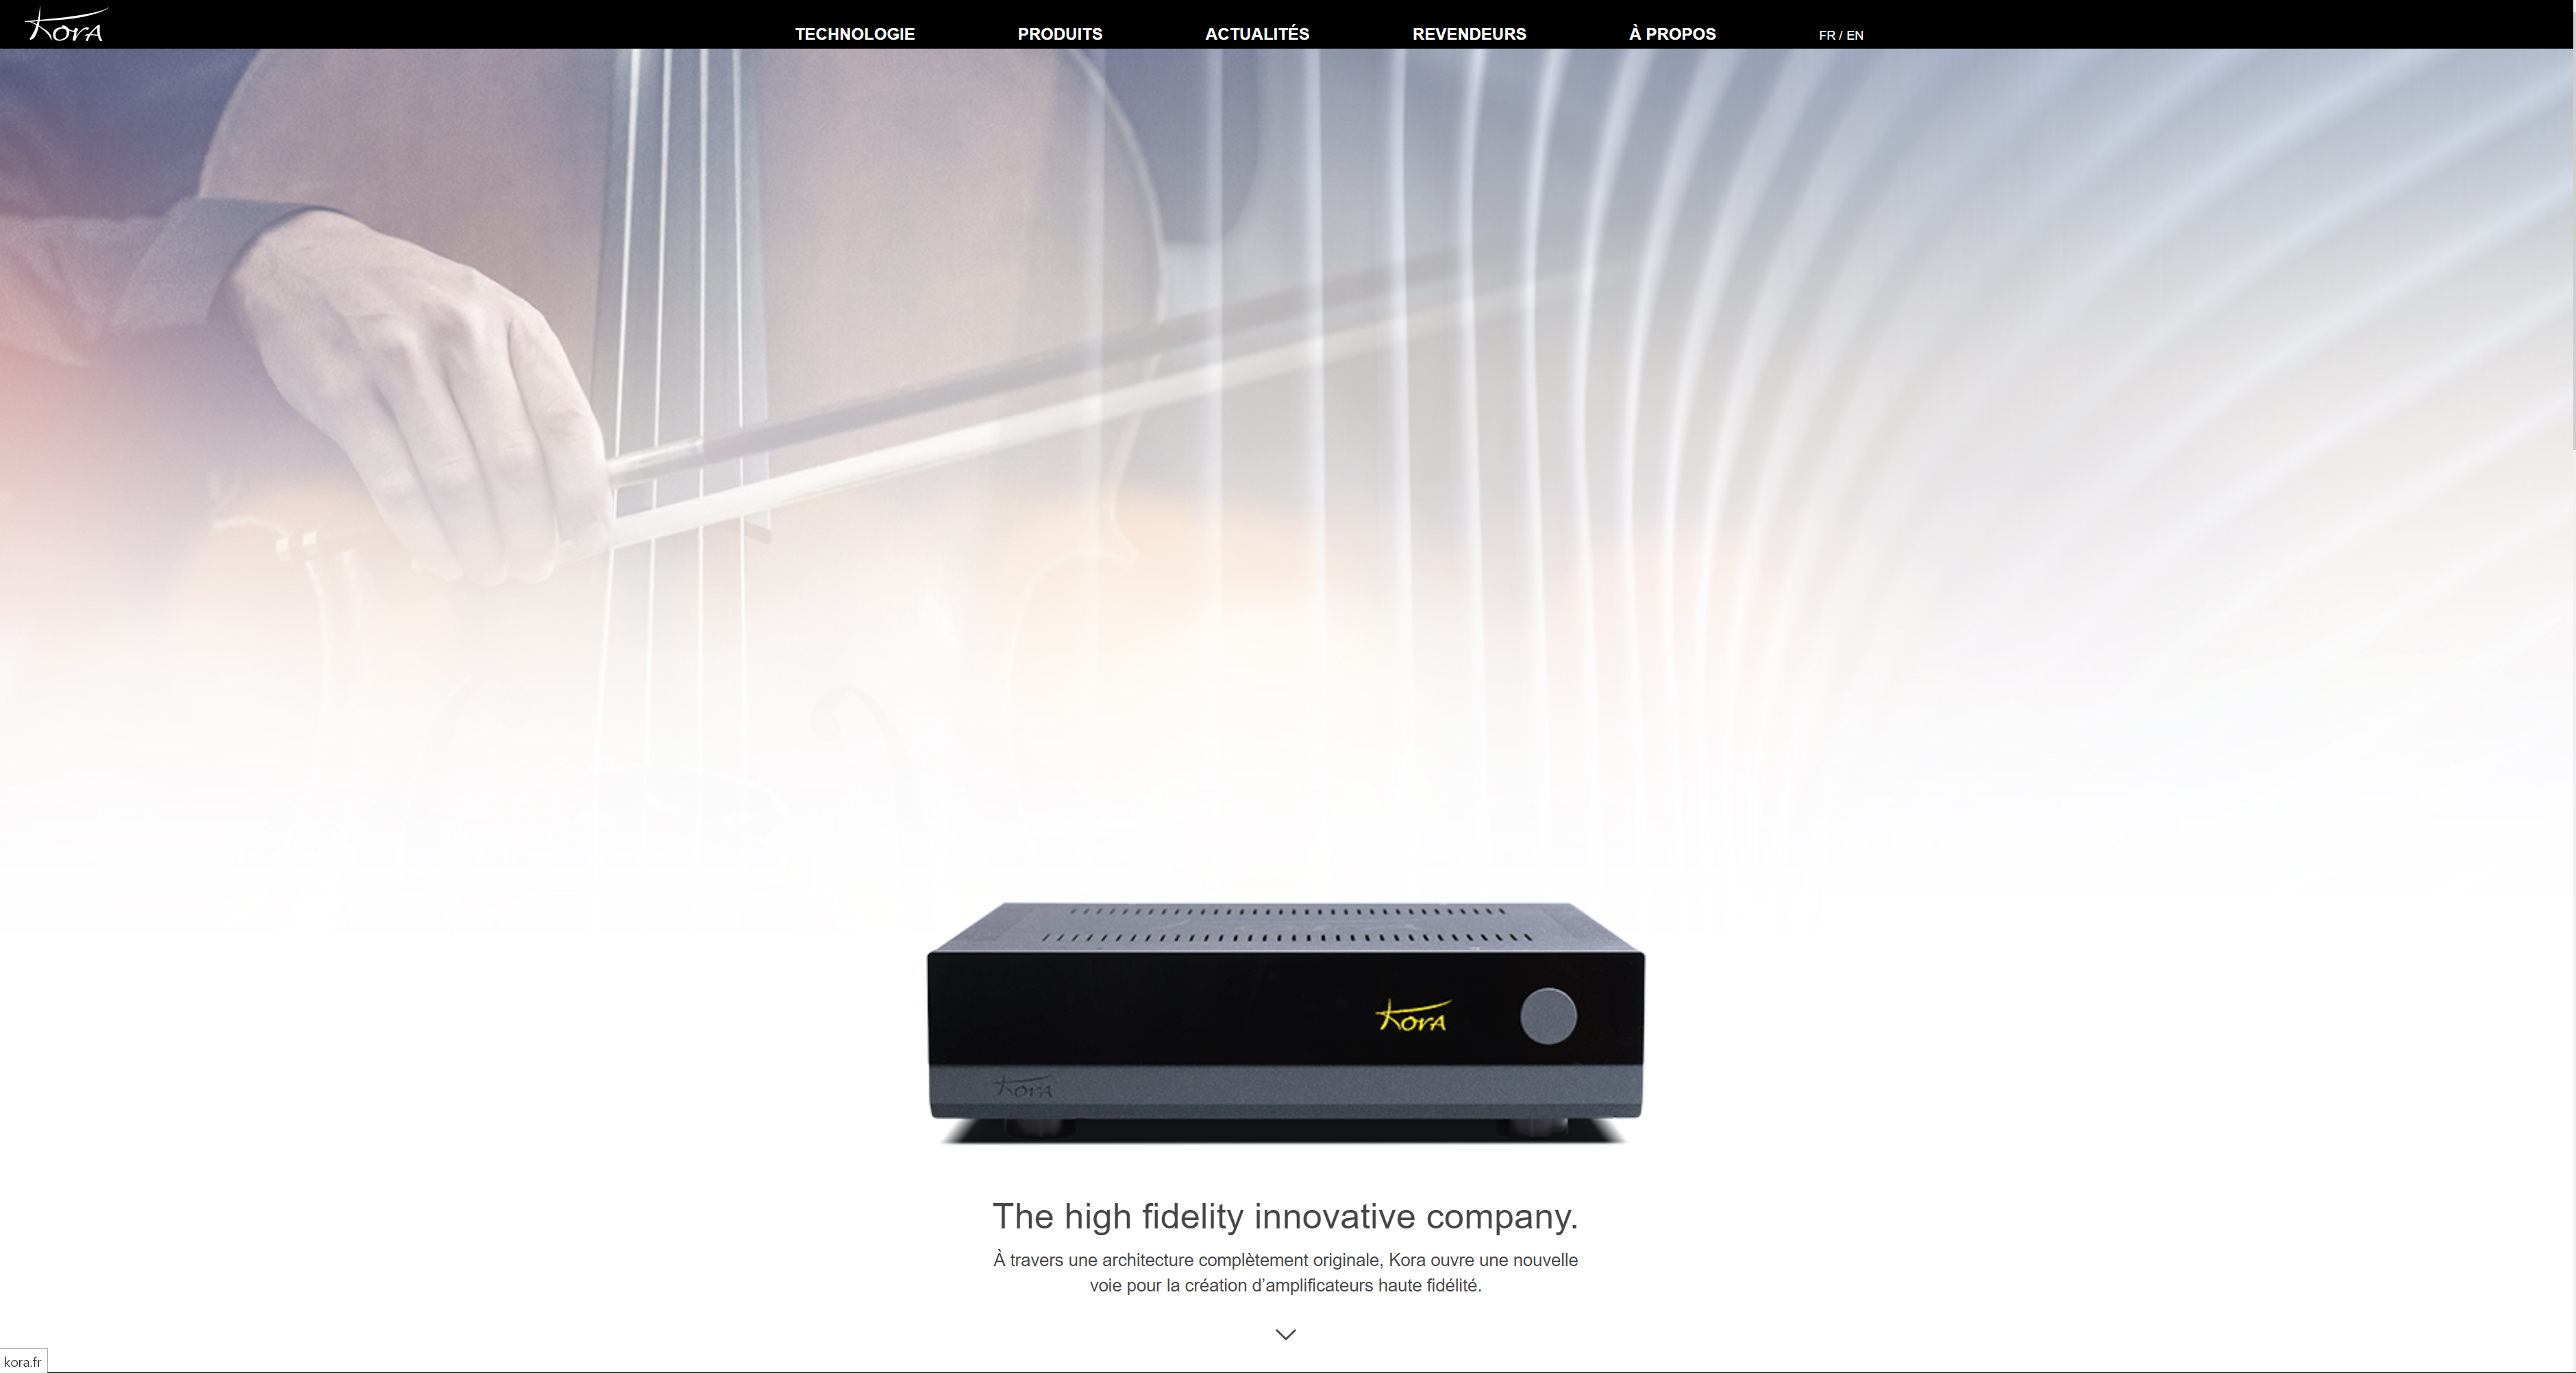 Kora
TECHNOLOGIE PRODUITS ACTUALITÉS REVENDEURS À PROPOS FR / EN
Kora
Kora
The high fidelity innovative company.
À travers une architecture complètement originale, Kora ouvre une nouvelle
voie pour la création d’amplificateurs haute fidélité.
kora.fr